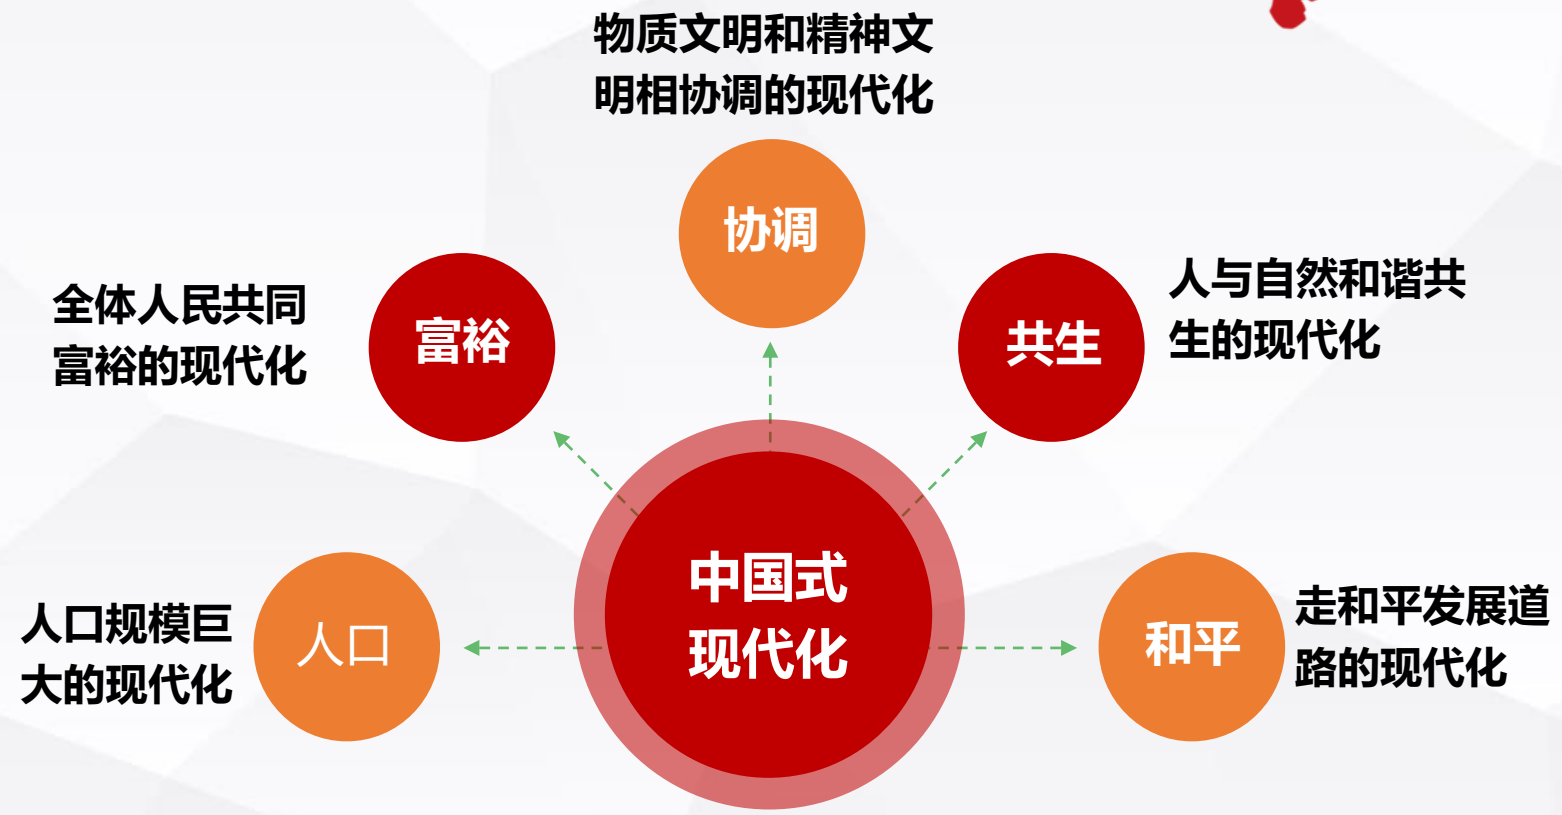 物质文明和精神文
明相协调的现代化
协调
全体人民共同
富裕的现代化
富裕
共生
人与自然和谐共
生的现代化
中国式
现代化
人口规模巨
大的现代化
人口
和平
走和平发展道
路的现代化